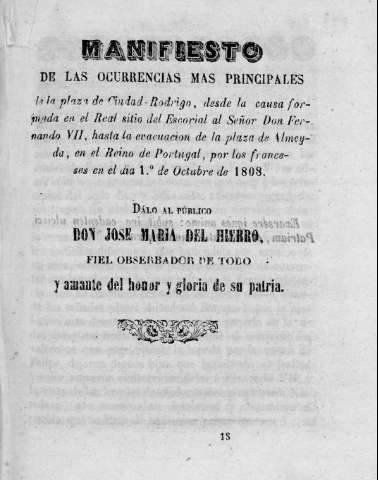 MANIFIESTO
DE LAS OCURRENCIAS MAS PRINCIPALES
de la plaza de Ciudad-Rodrigo, desde la causa for-
mada en el Real sitio del Escorial al Señor Don Fer-
nando VII, hasta la evacuacion de la plaza de Almey-
da, en el Reino de Portugal, por los france-
ses en el dia 1.º de Octubre de 1808.
DÁLO AL PÚBLICO
DON JOSE MARIA DEL HIERRO,
FIEL OBSERBADOR DE TODO
y amante del honor y gloria de su patria.
18